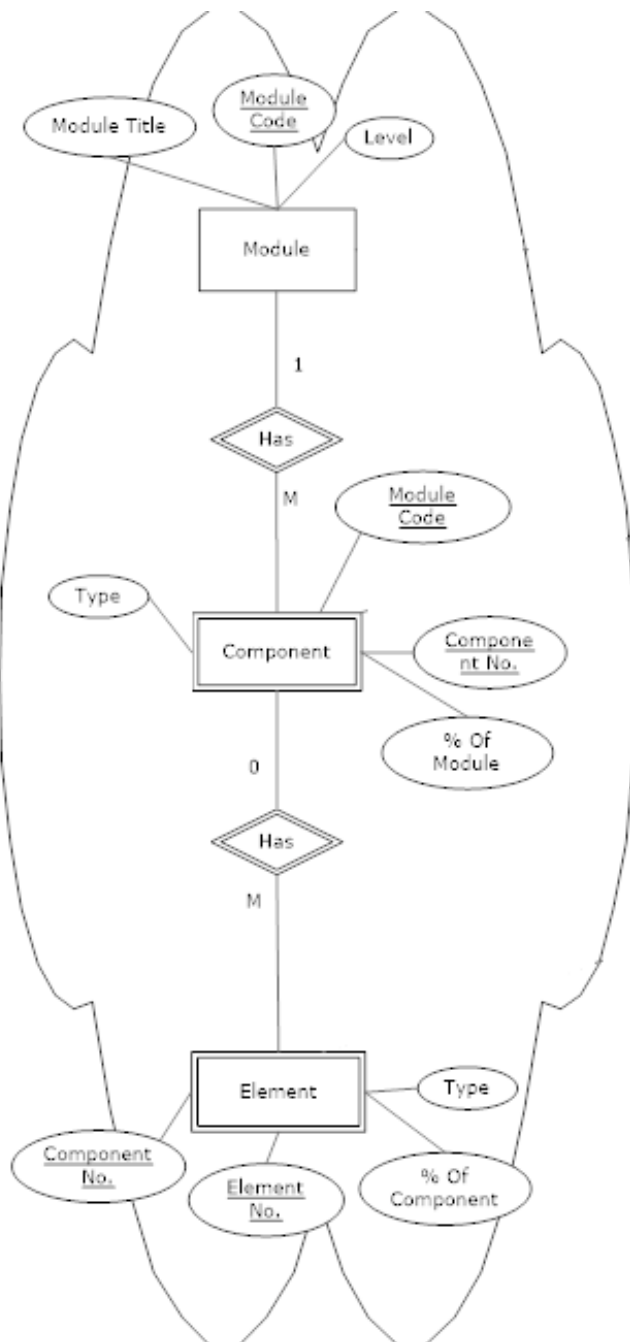 Module
Code
Module Title
Level
Module
1
Has
M
Module
Code
Type
Component
Compone
nt No.
% Of
Module
0
Has
M
Element
Type
Component
No.
Element
No.
% Of
Component